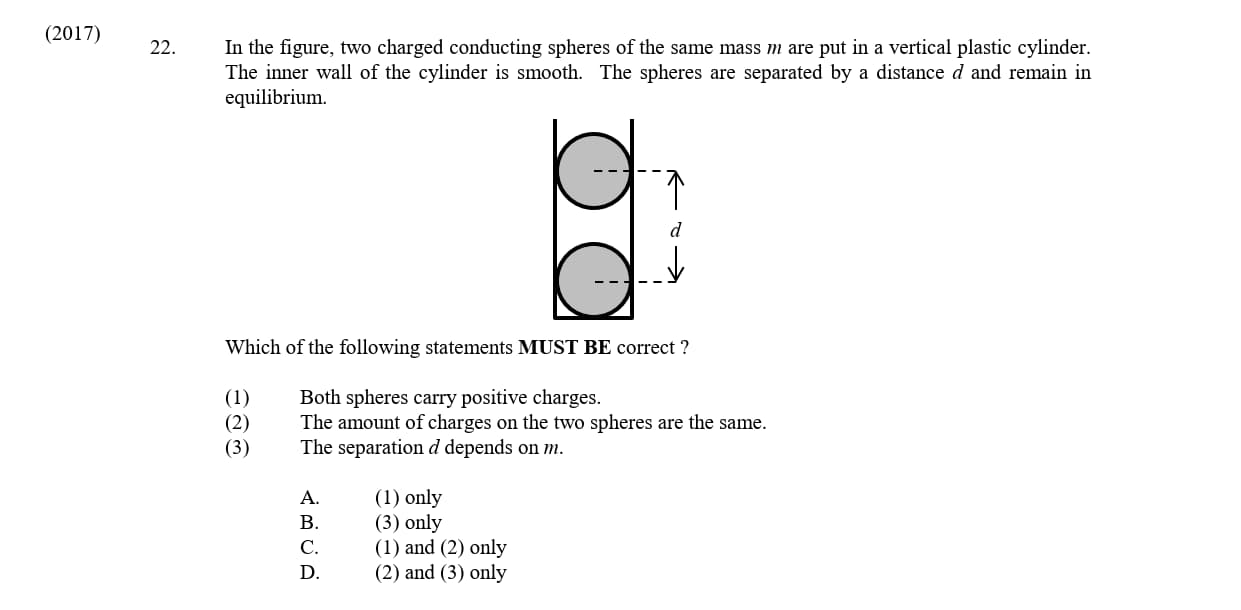 (2017)
22. In the figure, two charged conducting spheres of the same mass m are put in a vertical plastic cylinder.
The inner wall of the cylinder is smooth. The spheres are separated by a distance d and remain in
equilibrium.
d
Which of the following statements MUST BE correct ?
(1) Both spheres carry positive charges.
(2) The amount of charges on the two spheres are the same.
(3) The separation d depends on m.
A. (1) only
B. (3) only
C. (1) and (2) only
D. (2) and (3) only